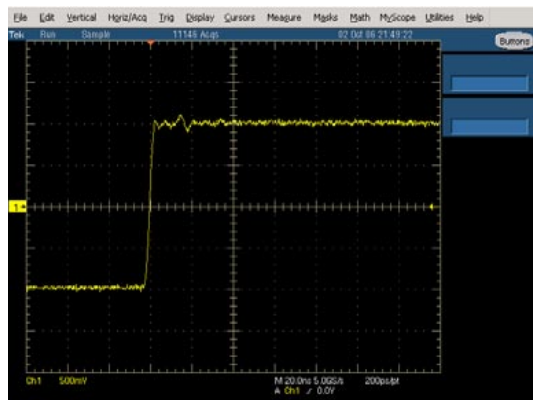 File Edit Vertical Horiz/Acq Trig Display Cursors Measure Masks Math MyScope Utilities Help
Tek Run Sample 11146 Acqs 02 Oct 06 21:49:22
Buttons
1
Ch1 500mV M 20.0ns 5.0GS/s 200ps/pt
A Ch1 0.0V